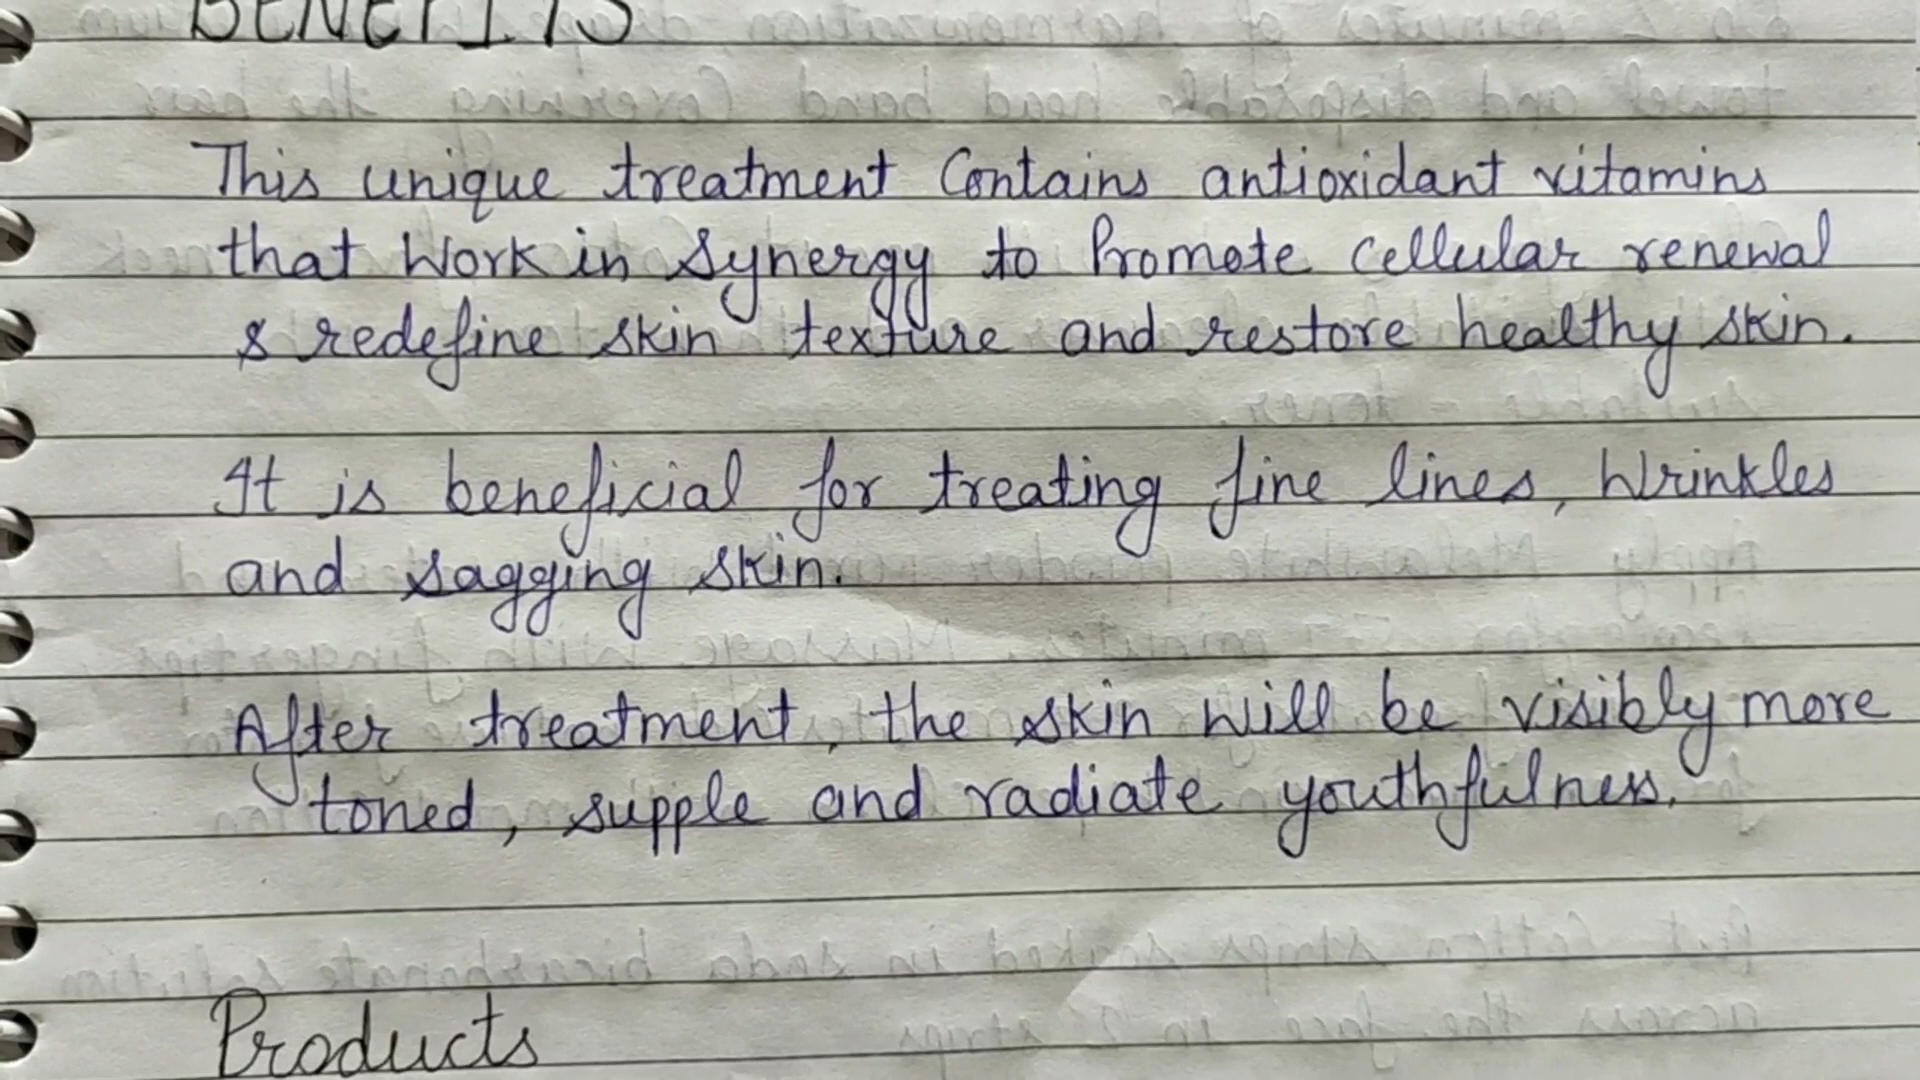 BENEFITS
This unique treatment Contains antioxidant vitamins
that Work in Synergy to Promote cellular renewal
& redefine skin texture and restore healthy skin.
It is beneficial for treating fine lines, Wrinkles
and sagging skin.
After treatment, the skin will be visibly more
toned, supple and radiate youthfulness.
Products